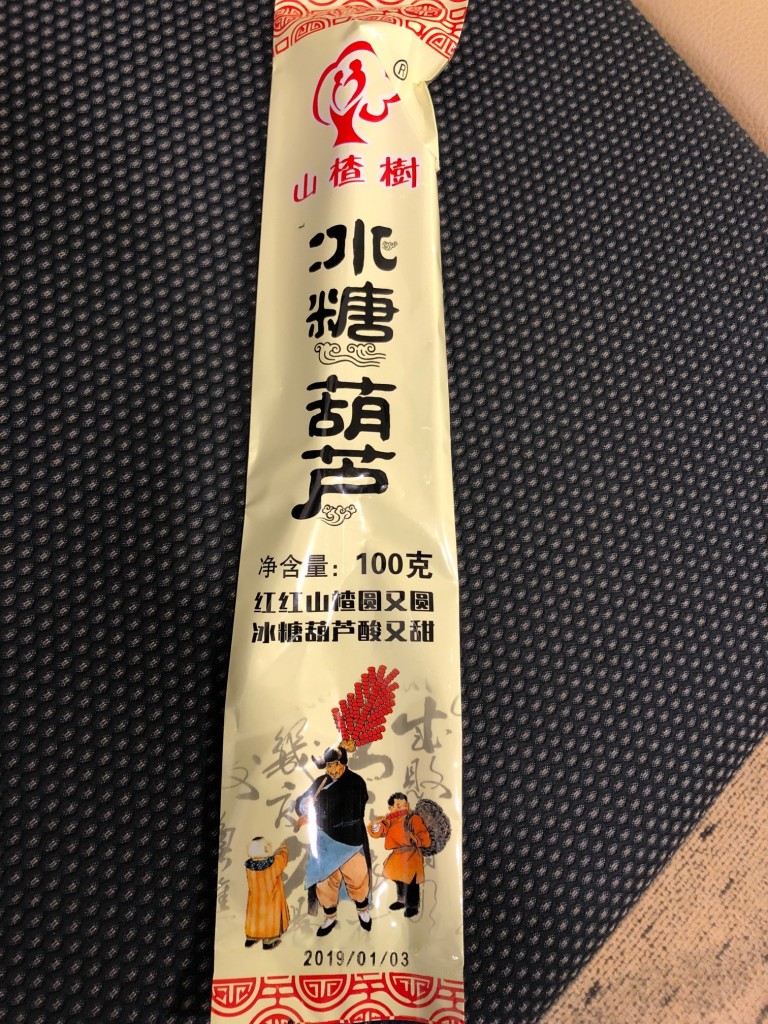 ®
山楂樹
冰糖
葫芦
净含量：100克
红红山楂圆又圆
冰糖葫芦酸又甜
2019/01/03